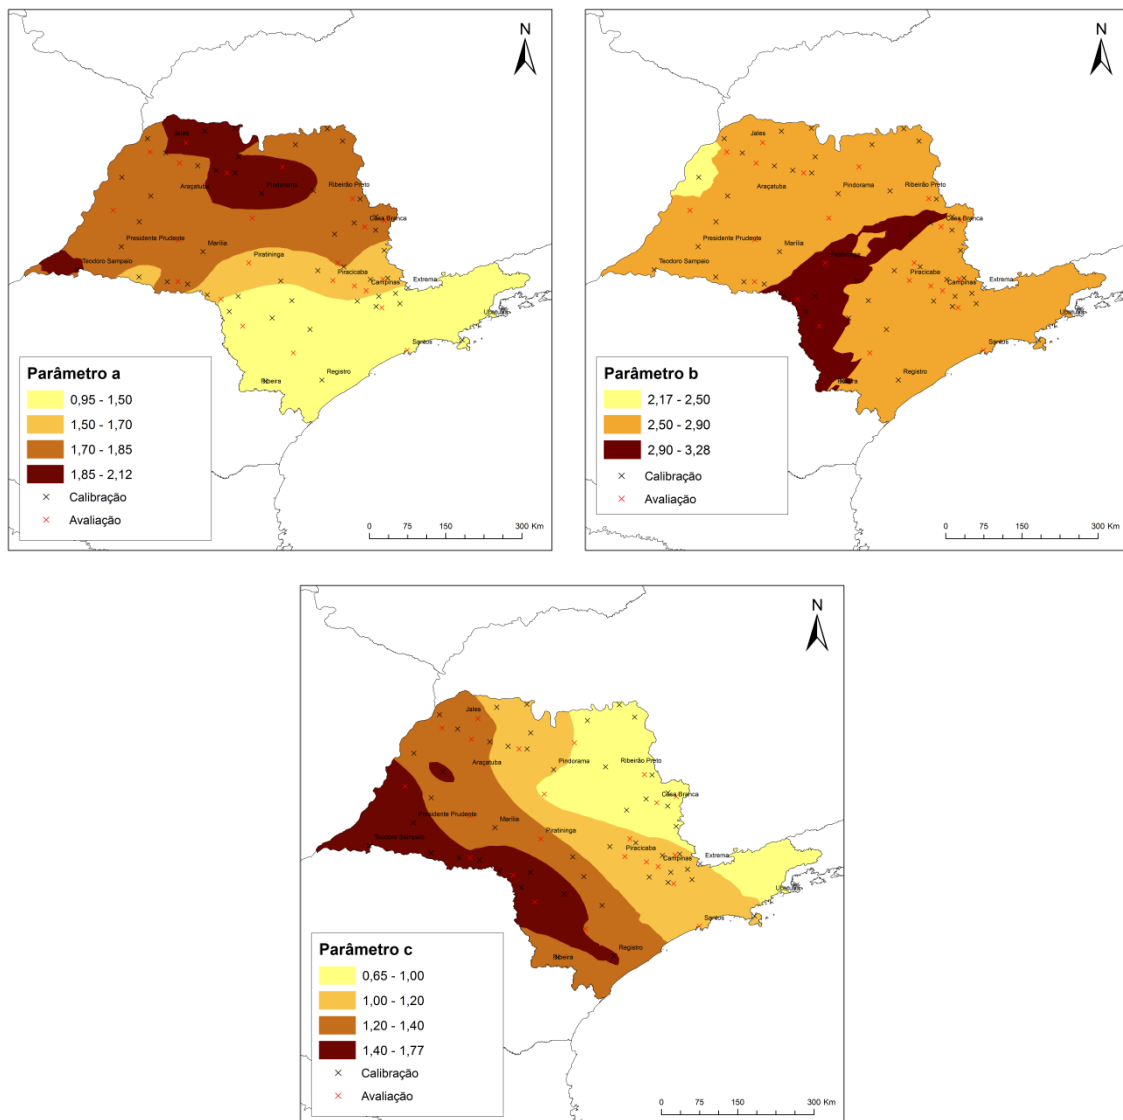 N
Jales
Araçatuba
Pindorama
Ribeirão Preto
Casa Branca
Presidente Prudente
Marília
Teodoro Sampaio
Piratininga
Piracicaba
Campinas
Extrema
Ubatuba
Santos
Registro
Ribeira
Parâmetro a
0,95 - 1,50
1,50 - 1,70
1,70 - 1,85
1,85 - 2,12
Calibração
Avaliação
0 75 150 300 Km
N
Jales
Araçatuba
Pindorama
Ribeirão Preto
Casa Branca
Presidente Prudente
Marília
Teodoro Sampaio
Piratininga
Piracicaba
Campinas
Extrema
Ubatuba
Santos
Registro
Parâmetro b
2,17 - 2,50
2,50 - 2,90
2,90 - 3,28
Calibração
Avaliação
0 75 150 300 Km
N
Jales
Araçatuba
Pindorama
Ribeirão Preto
Casa Branca
Presidente Prudente
Marília
Teodoro Sampaio
Piratininga
Piracicaba
Campinas
Extrema
Ubatuba
Santos
Registro
Ribeira
Parâmetro c
0,65 - 1,00
1,00 - 1,20
1,20 - 1,40
1,40 - 1,77
Calibração
Avaliação
0 75 150 300 Km